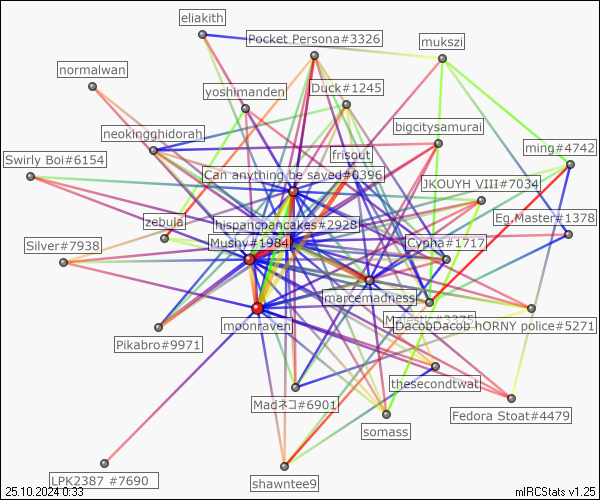 eliakith
Pocket Persona#3326
mukszi
normalwan
yoshimanden
Duck#1245
bigcitysamurai
neokingghidorah
frisout
ming#4742
Swirly Boi#6154
Can anything be saved#0396
JKOUYH VIII#7034
zebula
hispancpancakes#2928
Eg.Master#1378
Silver#7938
Mushy#1984
Cypha#1717
marcemadness
moonraven
DacobDacob hORNY police#5271
Pikabro#9971
thesecondtwat
Madネコ#6901
Fedora Stoat#4479
somass
LPK2387 #7690
shawntee9
25.10.2024 0:33
mIRCStats v1.25